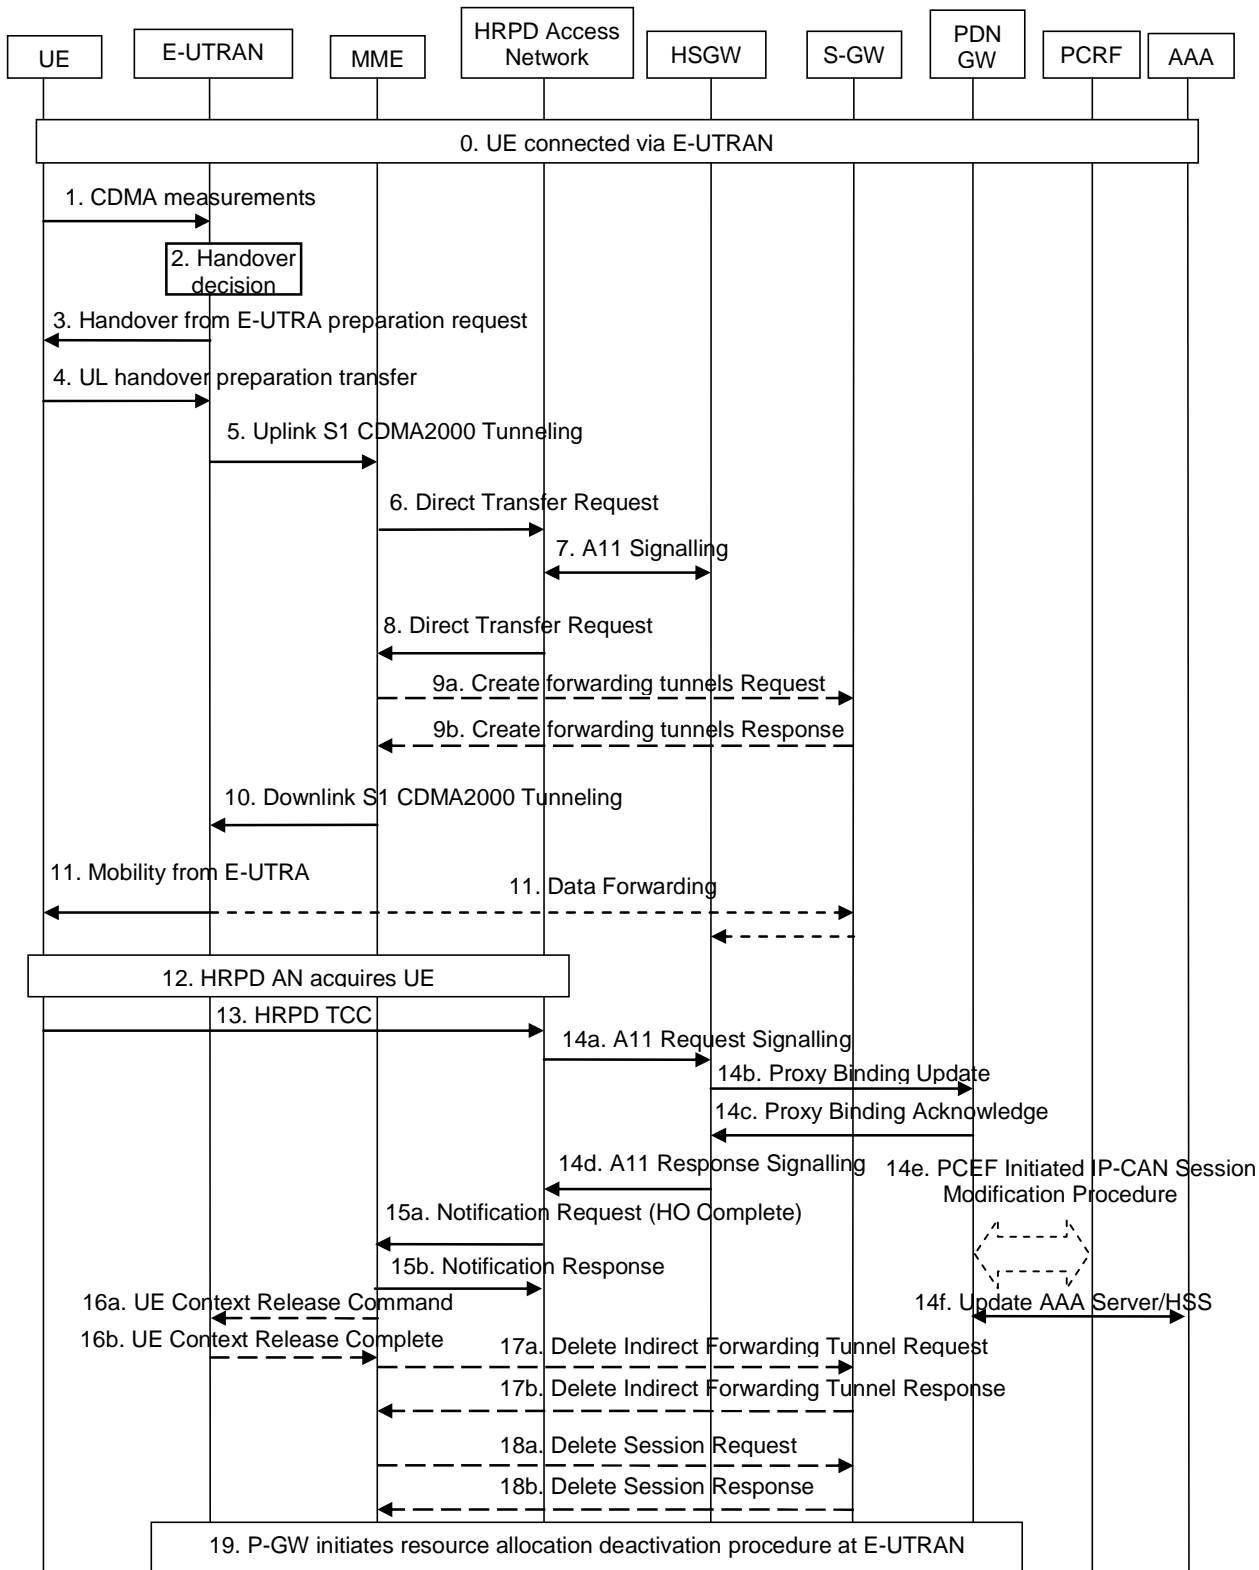 UE
E-UTRAN
MME
HRPD Access
Network
HSGW
S-GW
PDN
GW
PCRF
AAA
0. UE connected via E-UTRAN
1. CDMA measurements
2. Handover
decision
3. Handover from E-UTRA preparation request
4. UL handover preparation transfer
5. Uplink S1 CDMA2000 Tunneling
6. Direct Transfer Request
7. A11 Signalling
8. Direct Transfer Request
9a. Create forwarding tunnels Request
9b. Create forwarding tunnels Response
10. Downlink S1 CDMA2000 Tunneling
11. Mobility from E-UTRA
11. Data Forwarding
12. HRPD AN acquires UE
13. HRPD TCC
14a. A11 Request Signalling
14b. Proxy Binding Update
14c. Proxy Binding Acknowledge
14d. A11 Response Signalling
14e. PCEF Initiated IP-CAN Session
Modification Procedure
15a. Notification Request (HO Complete)
15b. Notification Response
16a. UE Context Release Command
14f. Update AAA Server/HSS
16b. UE Context Release Complete
17a. Delete Indirect Forwarding Tunnel Request
17b. Delete Indirect Forwarding Tunnel Response
18a. Delete Session Request
18b. Delete Session Response
19. P-GW initiates resource allocation deactivation procedure at E-UTRAN